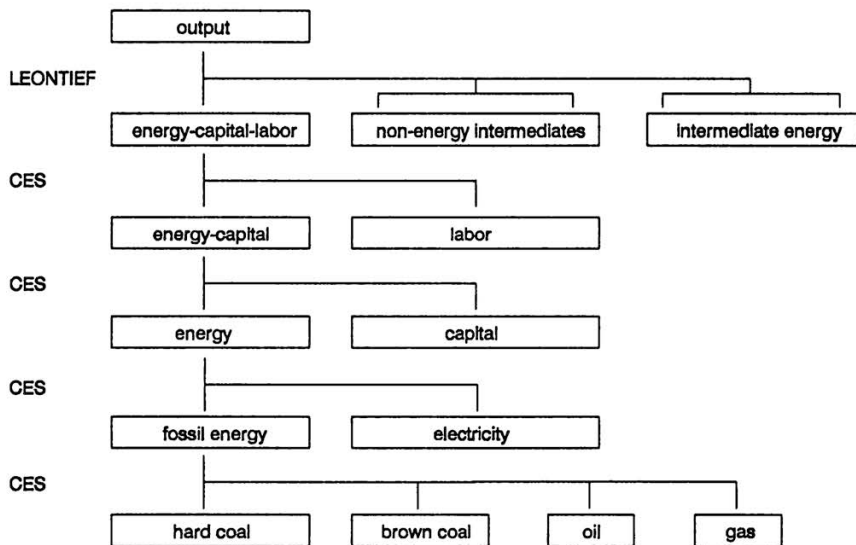 output
LEONTIEF
energy-capital-labor non-energy intermediates intermediate energy
CES
energy-capital labor
CES
energy capital
CES
fossil energy electricity
CES
hard coal brown coal oil gas